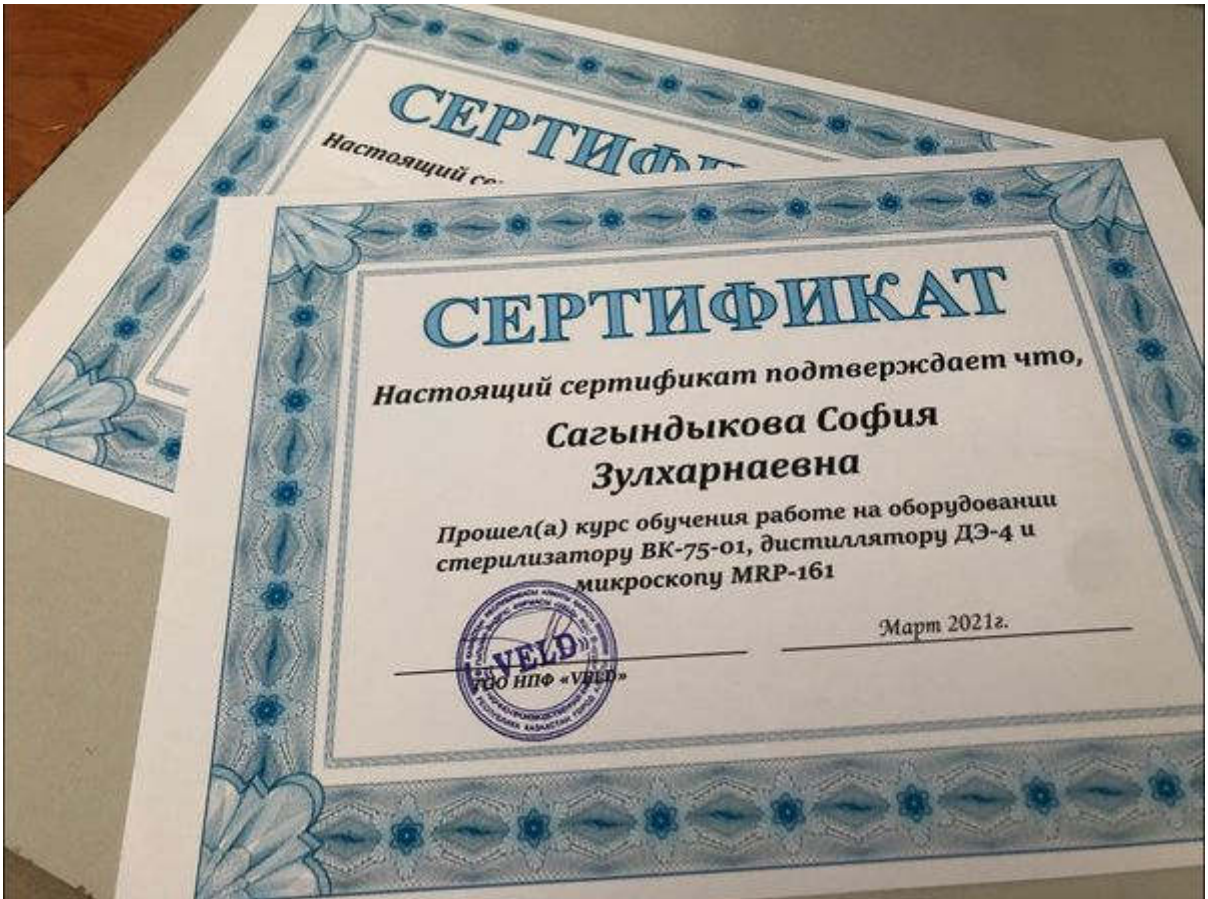 СЕРТИФ
Настоящий се
СЕРТИФИКАТ
Настоящий сертификат подтверждает что,
Сагындыкова София
Зулхарнаевна
Прошел(а) курс обучения работе на оборудовании
стерилизатору ВК-75-01, дистиллятору ДЭ-4 и
микроскопу MRP-161
Март 2021г.
VELD
ТОО НПФ «VELD»